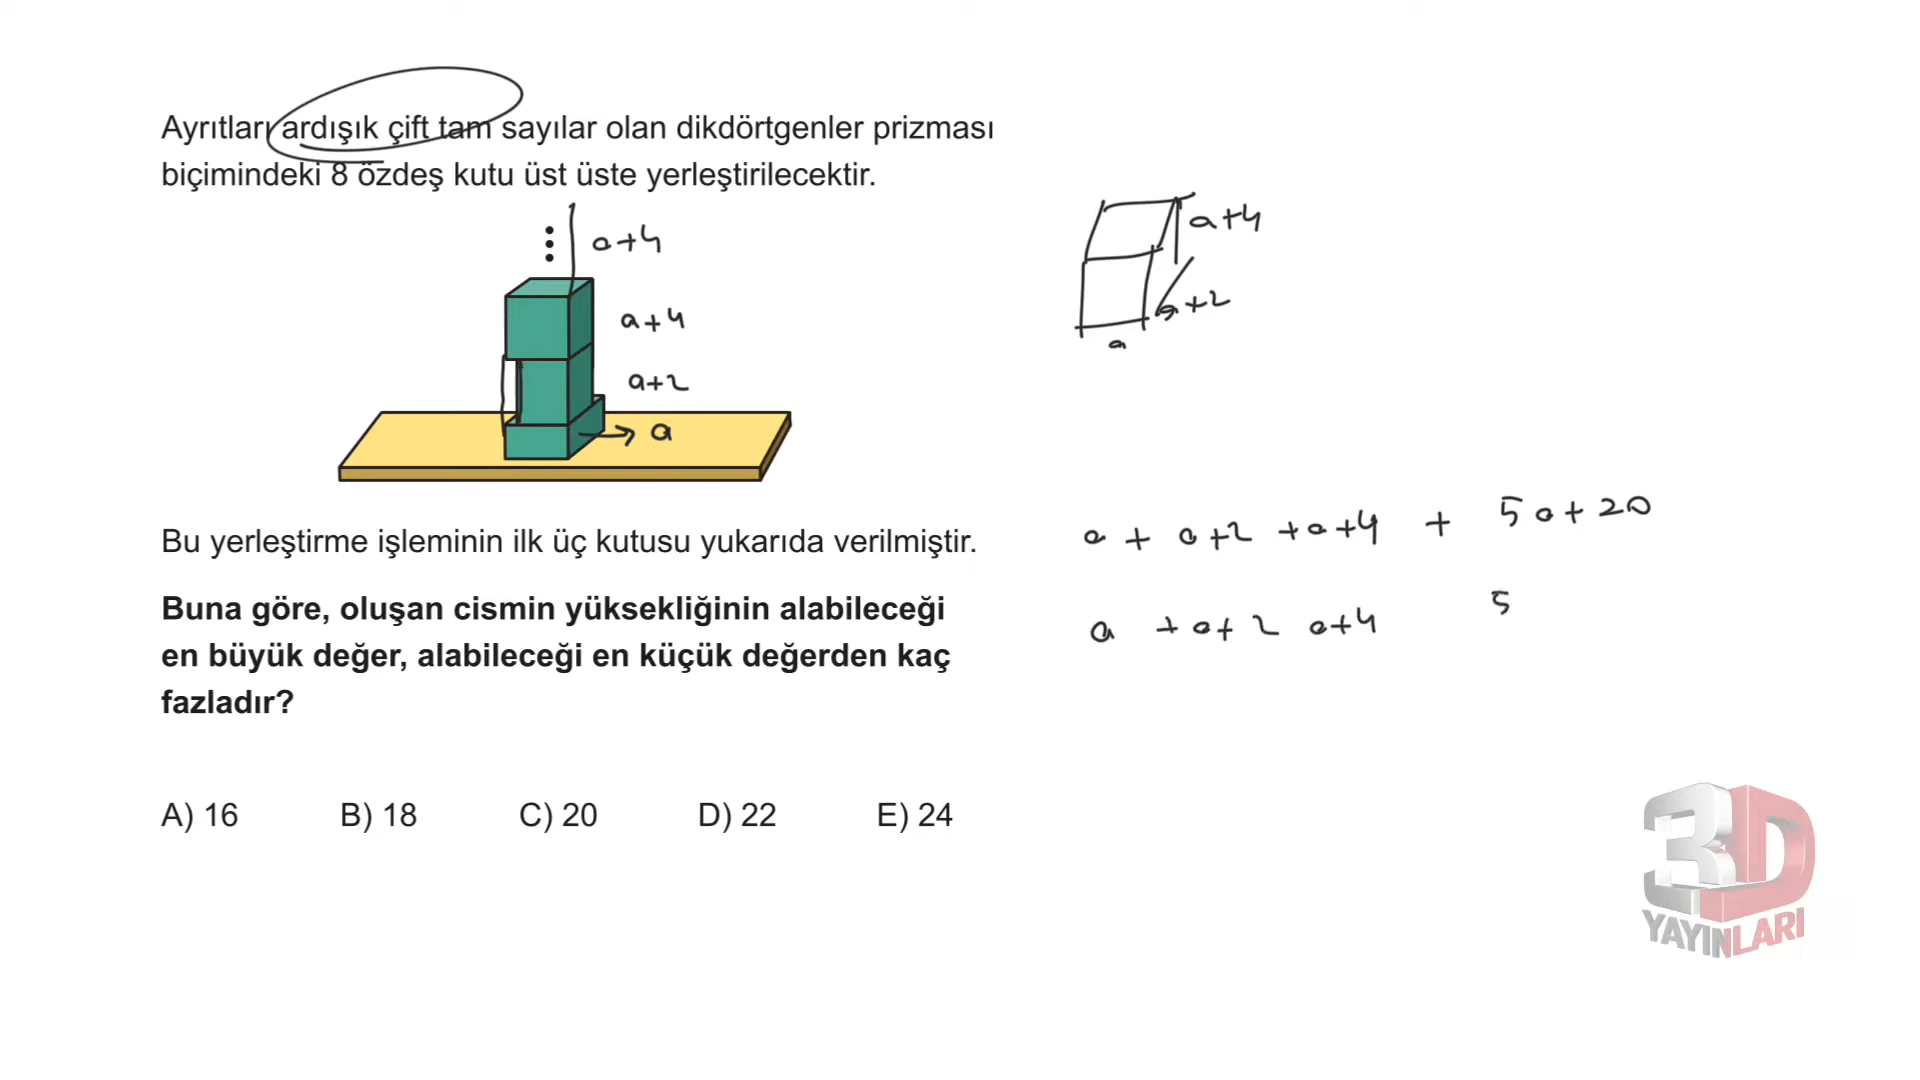 Ayrıtları ardışık çift tam sayılar olan dikdörtgenler prizması
biçimindeki 8 özdeş kutu üst üste yerleştirilecektir.
a+4
a+4
a+2
a
a+4
a+2
a
Bu yerleştirme işleminin ilk üç kutusu yukarıda verilmiştir.
a + a+2 +a+4 + 5a+20
Buna göre, oluşan cismin yüksekliğinin alabileceği
en büyük değer, alabileceği en küçük değerden kaç
fazladır?
a +a+2 a+4 5
A) 16 B) 18 C) 20 D) 22 E) 24
3D
YAYINLARI